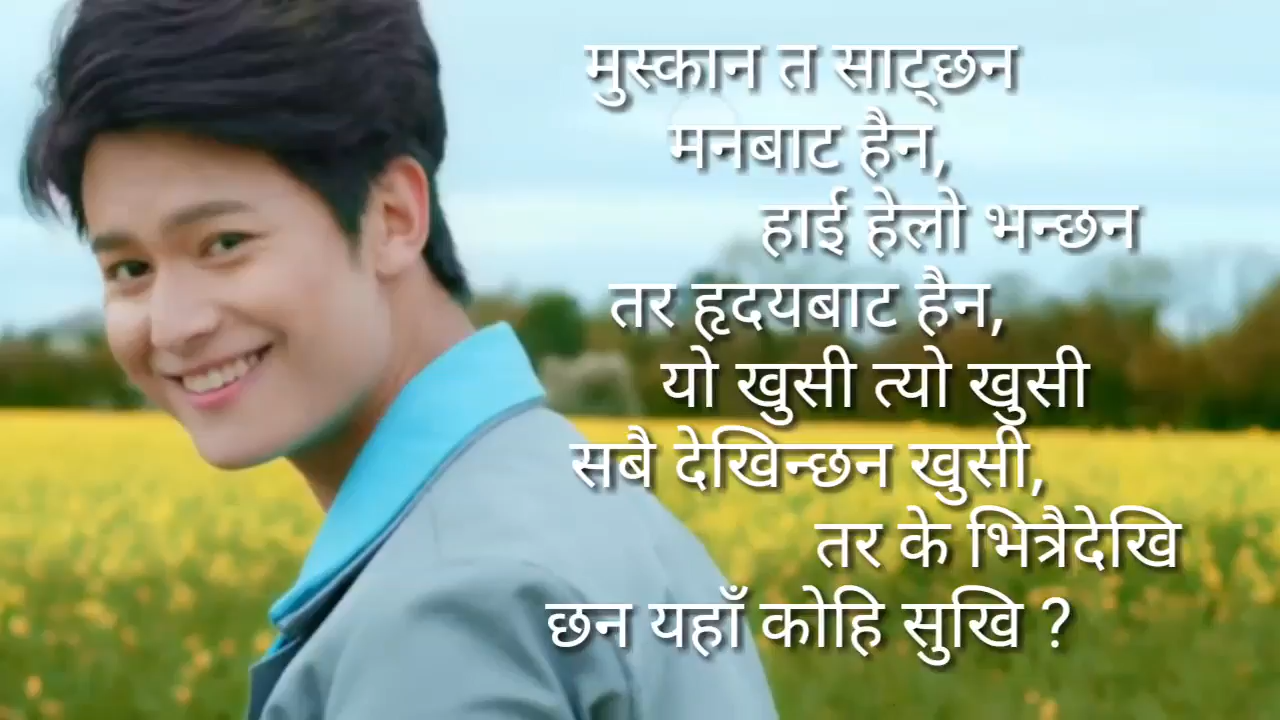 मुस्कान त साट्छन
मनबाट हैन,
हाई हेलो भन्छन
तर हृदयबाट हैन,
यो खुसी त्यो खुसी
सबै देखिन्छन खुसी,
तर के भित्रैदेखि
छन यहाँ कोहि सुखि ?